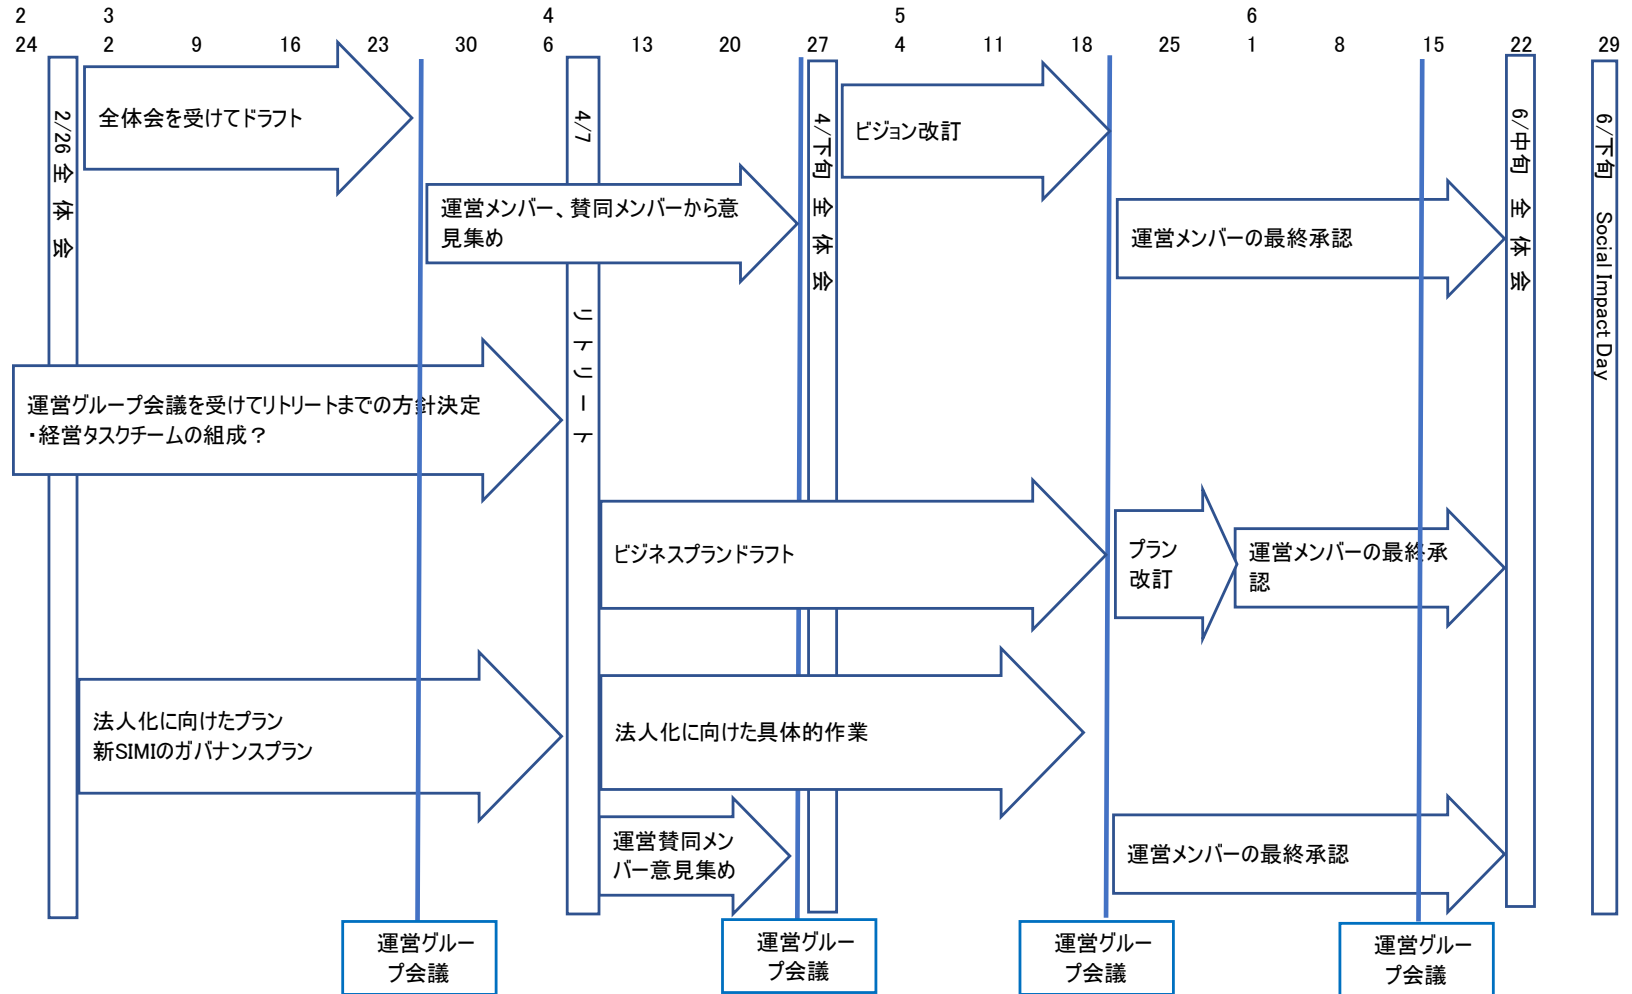 2 3 4 5 6
24 2 9 16 23 30 6 13 20 27 4 11 18 25 1 8 15 22 29
2/26 全体会
全体会を受けてドラフト
4/7 リトリート
4/下旬 全体会
ビジョン改訂
6/中旬 全体会
6/下旬 Social Impact Day
運営メンバー、賛同メンバーから意
見集め
運営メンバーの最終承認
運営グループ会議を受けてリトリートまでの方針決定
・経営タスクチームの組成？
ビジネスプランドラフト
プラン
改訂
運営メンバーの最終承
認
法人化に向けたプラン
新SIMIのガバナンスプラン
法人化に向けた具体的作業
運営賛同メン
バー意見集め
運営メンバーの最終承認
運営グルー
プ会議
運営グルー
プ会議
運営グルー
プ会議
運営グルー
プ会議